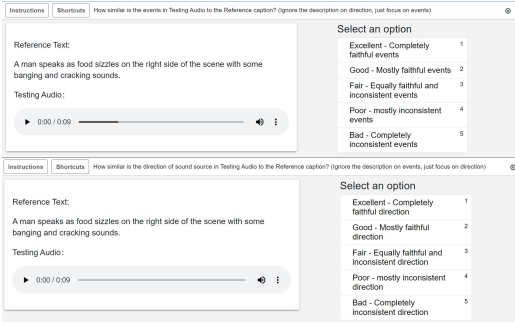 Instructions Shortcuts How similar is the events in Testing Audio to the Reference caption? (Ignore the description on direction, just focus on events)
Reference Text:
A man speaks as food sizzles on the right side of the scene with some
banging and cracking sounds.
Testing Audio:
0:00 / 0:09
Select an option
Excellent - Completely 1
faithful events
Good - Mostly faithful events 2
Fair - Equally faithful and 3
inconsistent events
Poor - mostly inconsistent 4
events
Bad - Completely 5
inconsistent events
Instructions Shortcuts How similar is the direction of sound source in Testing Audio to the Reference caption? (Ignore the description on events, just focus on direction)
Reference Text:
A man speaks as food sizzles on the right side of the scene with some
banging and cracking sounds.
Testing Audio:
0:00 / 0:09
Select an option
Excellent - Completely 1
faithful direction
Good - Mostly faithful 2
direction
Fair - Equally faithful and 3
inconsistent direction
Poor - mostly inconsistent 4
direction
Bad - Completely 5
inconsistent direction